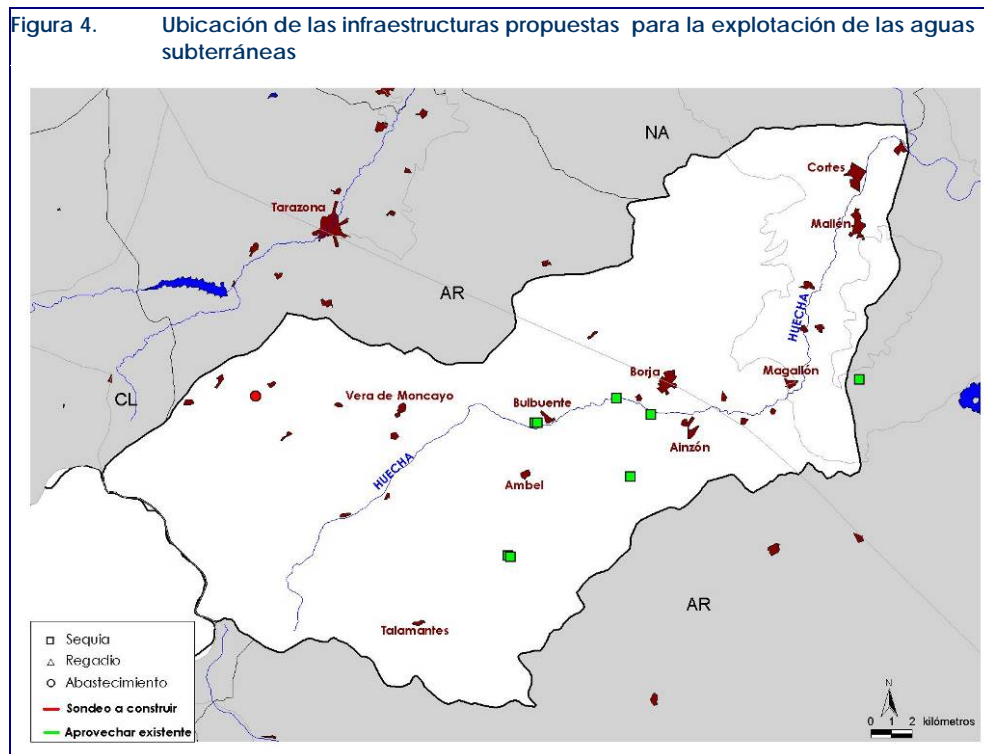 Figura 4. Ubicación de las infraestructuras propuestas para la explotación de las aguas
subterráneas
NA
Cortes
Mallén
Tarazona
AR
HUECHA
Borja
Magallón
CL
Vera de Moncayo
Bulbuente
Ainzón
HUECHA
Ambel
AR
Talamantes
Sequía
Regadío
Abastecimiento
Sondeo a construir
Aprovechar existente
N
0 1 2 kilómetros